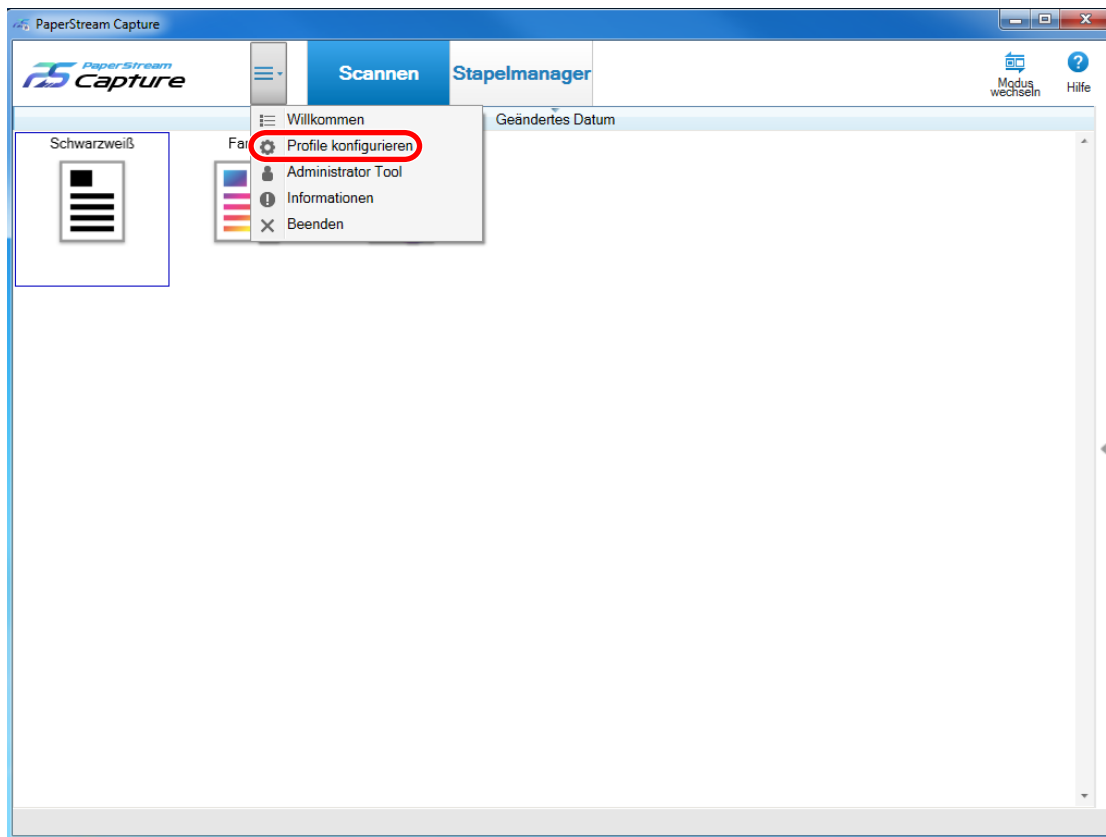 PaperStream Capture
PaperStream
Capture
Scannen
Stapelmanager
Modus
wechseln
Hilfe
Geändertes Datum
Willkommen
Profile konfigurieren
Administrator Tool
Informationen
Beenden
Schwarzweiß